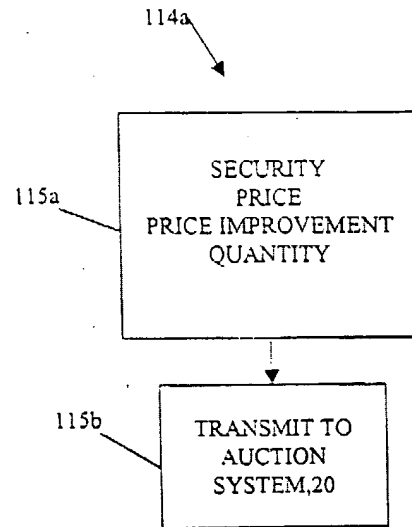 114a
115a
SECURITY
PRICE
PRICE IMPROVEMENT
QUANTITY
115b
TRANSMIT TO
AUCTION
SYSTEM,20